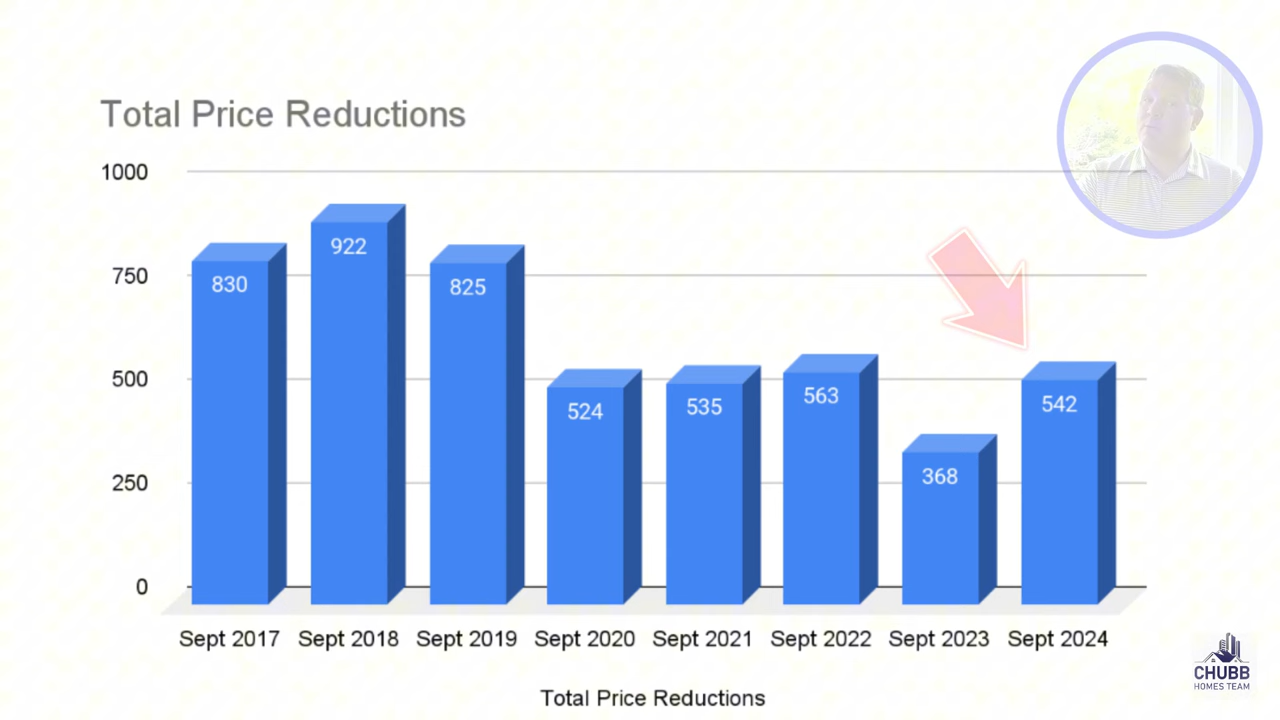 Total Price Reductions
1000
750
500
250
0
830
922
825
524
535
563
368
542
Sept 2017 Sept 2018 Sept 2019 Sept 2020 Sept 2021 Sept 2022 Sept 2023 Sept 2024
Total Price Reductions
CHUBB
HOMES TEAM